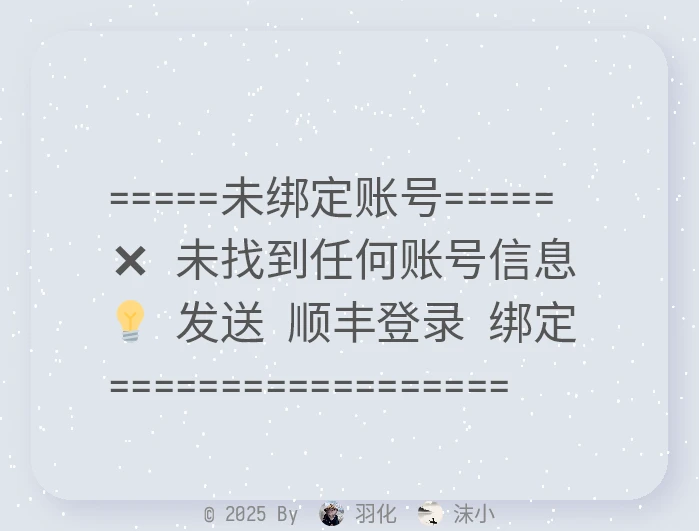 =====未绑定账号=====
❌ 未找到任何账号信息
💡 发送 顺丰登录 绑定
==================
© 2025 By 羽化 沫小